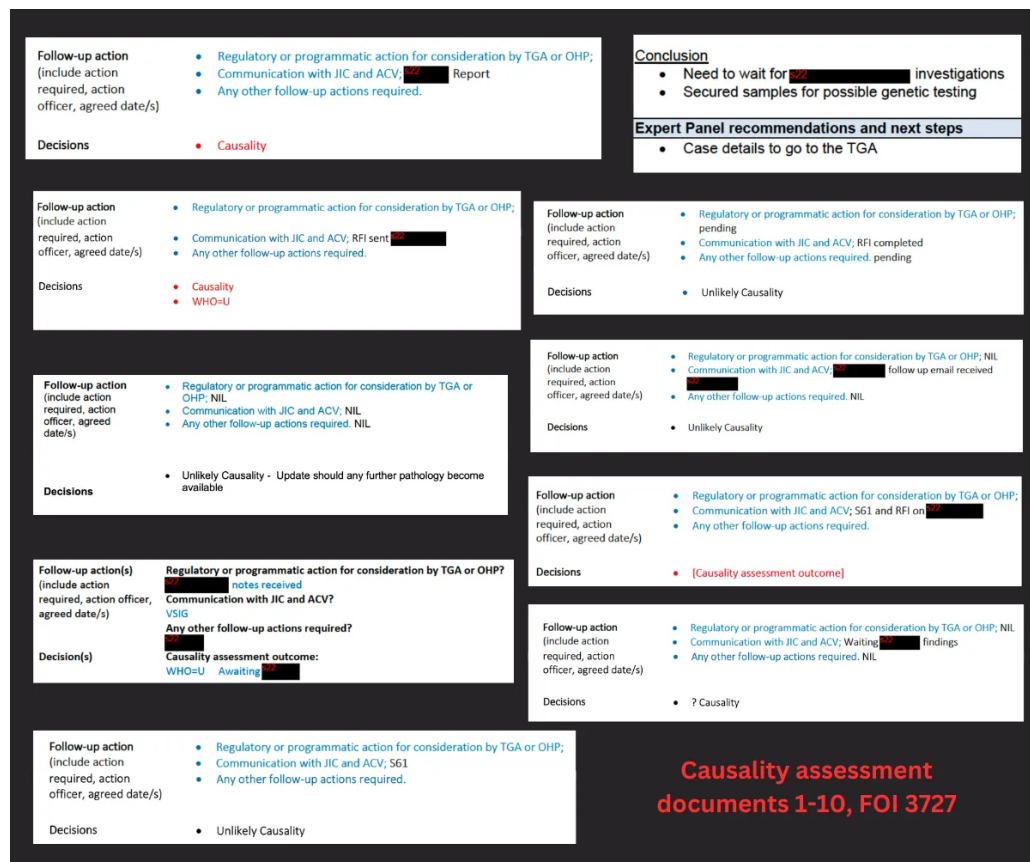 Follow-up action
(include action
required, action
officer, agreed date/s)
• Regulatory or programmatic action for consideration by TGA or OHP;
• Communication with JIC and ACV; s22 Report
• Any other follow-up actions required.
Decisions
• Causality
Conclusion
• Need to wait for s22 investigations
• Secured samples for possible genetic testing
Expert Panel recommendations and next steps
• Case details to go to the TGA
Follow-up action
(include action
required, action
officer, agreed date/s)
• Regulatory or programmatic action for consideration by TGA or OHP;
• Communication with JIC and ACV; RFI sent s22
• Any other follow-up actions required.
Decisions
• Causality
• WHO=U
Follow-up action
(include action
required, action
officer, agreed date/s)
• Regulatory or programmatic action for consideration by TGA or OHP;
pending
• Communication with JIC and ACV; RFI completed
• Any other follow-up actions required. pending
Decisions
• Unlikely Causality
Follow-up action
(include action
required, action
officer, agreed date/s)
• Regulatory or programmatic action for consideration by TGA or OHP; NIL
• Communication with JIC and ACV; s22 follow up email received
s22
• Any other follow-up actions required. NIL
Decisions
• Unlikely Causality
Follow-up action
(include action
required, action
officer, agreed
date/s)
• Regulatory or programmatic action for consideration by TGA or
OHP; NIL
• Communication with JIC and ACV; NIL
• Any other follow-up actions required. NIL
Decisions
• Unlikely Causality - Update should any further pathology become
available
Follow-up action
(include action
required, action
officer, agreed date/s)
• Regulatory or programmatic action for consideration by TGA or OHP;
• Communication with JIC and ACV; S61 and RFI on s22
• Any other follow-up actions required.
Decisions
• [Causality assessment outcome]
Follow-up action(s)
(include action
required, action officer,
agreed date/s)
Regulatory or programmatic action for consideration by TGA or OHP?
s22 notes received
Communication with JIC and ACV?
VSIG
Any other follow-up actions required?
s22
Decision(s)
Causality assessment outcome:
WHO=U Awaiting s22
Follow-up action
(include action
required, action
officer, agreed date/s)
• Regulatory or programmatic action for consideration by TGA or OHP; NIL
• Communication with JIC and ACV; Waiting s22 findings
• Any other follow-up actions required. NIL
Decisions
• ? Causality
Follow-up action
(include action
required, action
officer, agreed date/s)
• Regulatory or programmatic action for consideration by TGA or OHP;
• Communication with JIC and ACV; S61
• Any other follow-up actions required.
Decisions
• Unlikely Causality
Causality assessment
documents 1-10, FOI 3727